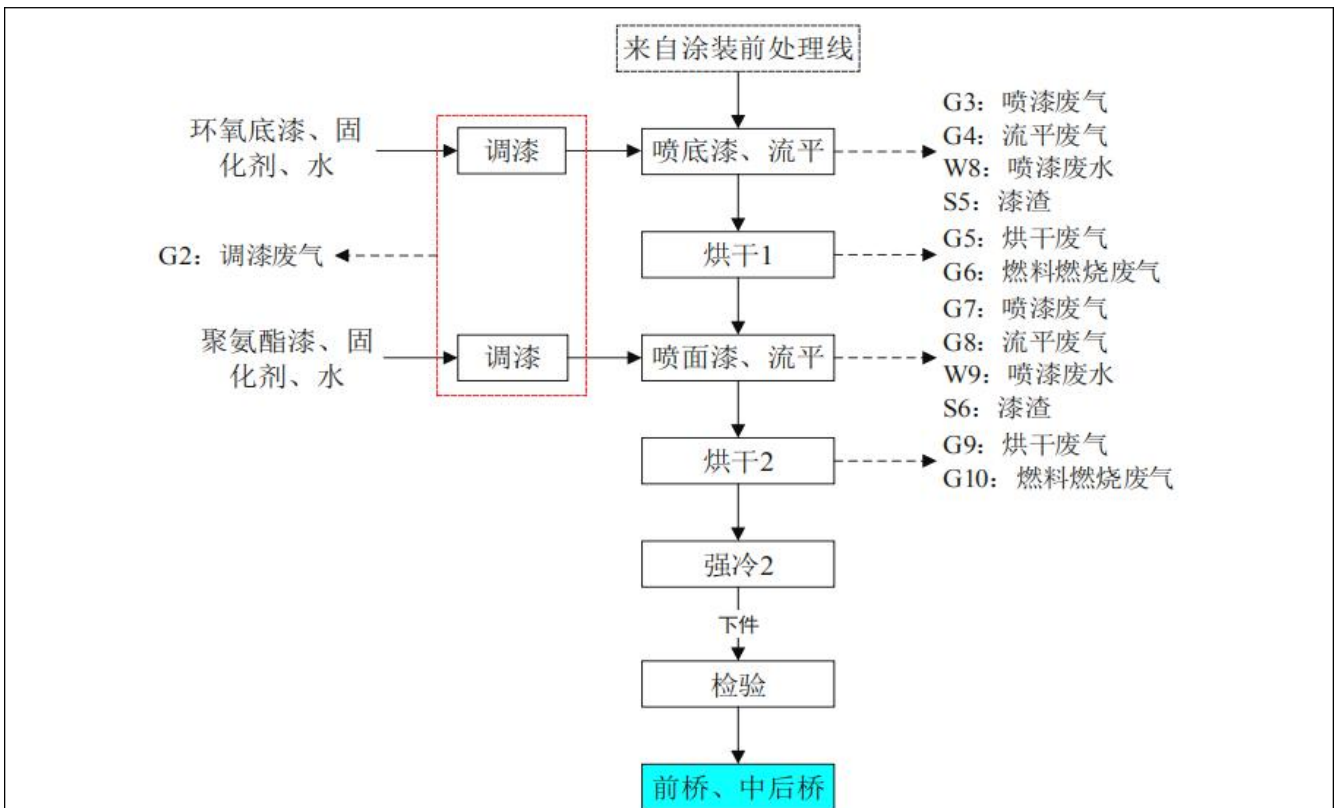 来自涂装前处理线
环氧底漆、固
化剂、水
调漆
喷底漆、流平
G3：喷漆废气
G4：流平废气
W8：喷漆废水
S5：漆渣
G2：调漆废气
烘干1
G5：烘干废气
G6：燃料燃烧废气
聚氨酯漆、固
化剂、水
调漆
喷面漆、流平
G7：喷漆废气
G8：流平废气
W9：喷漆废水
S6：漆渣
烘干2
G9：烘干废气
G10：燃料燃烧废气
强冷2
下件
检验
前桥、中后桥